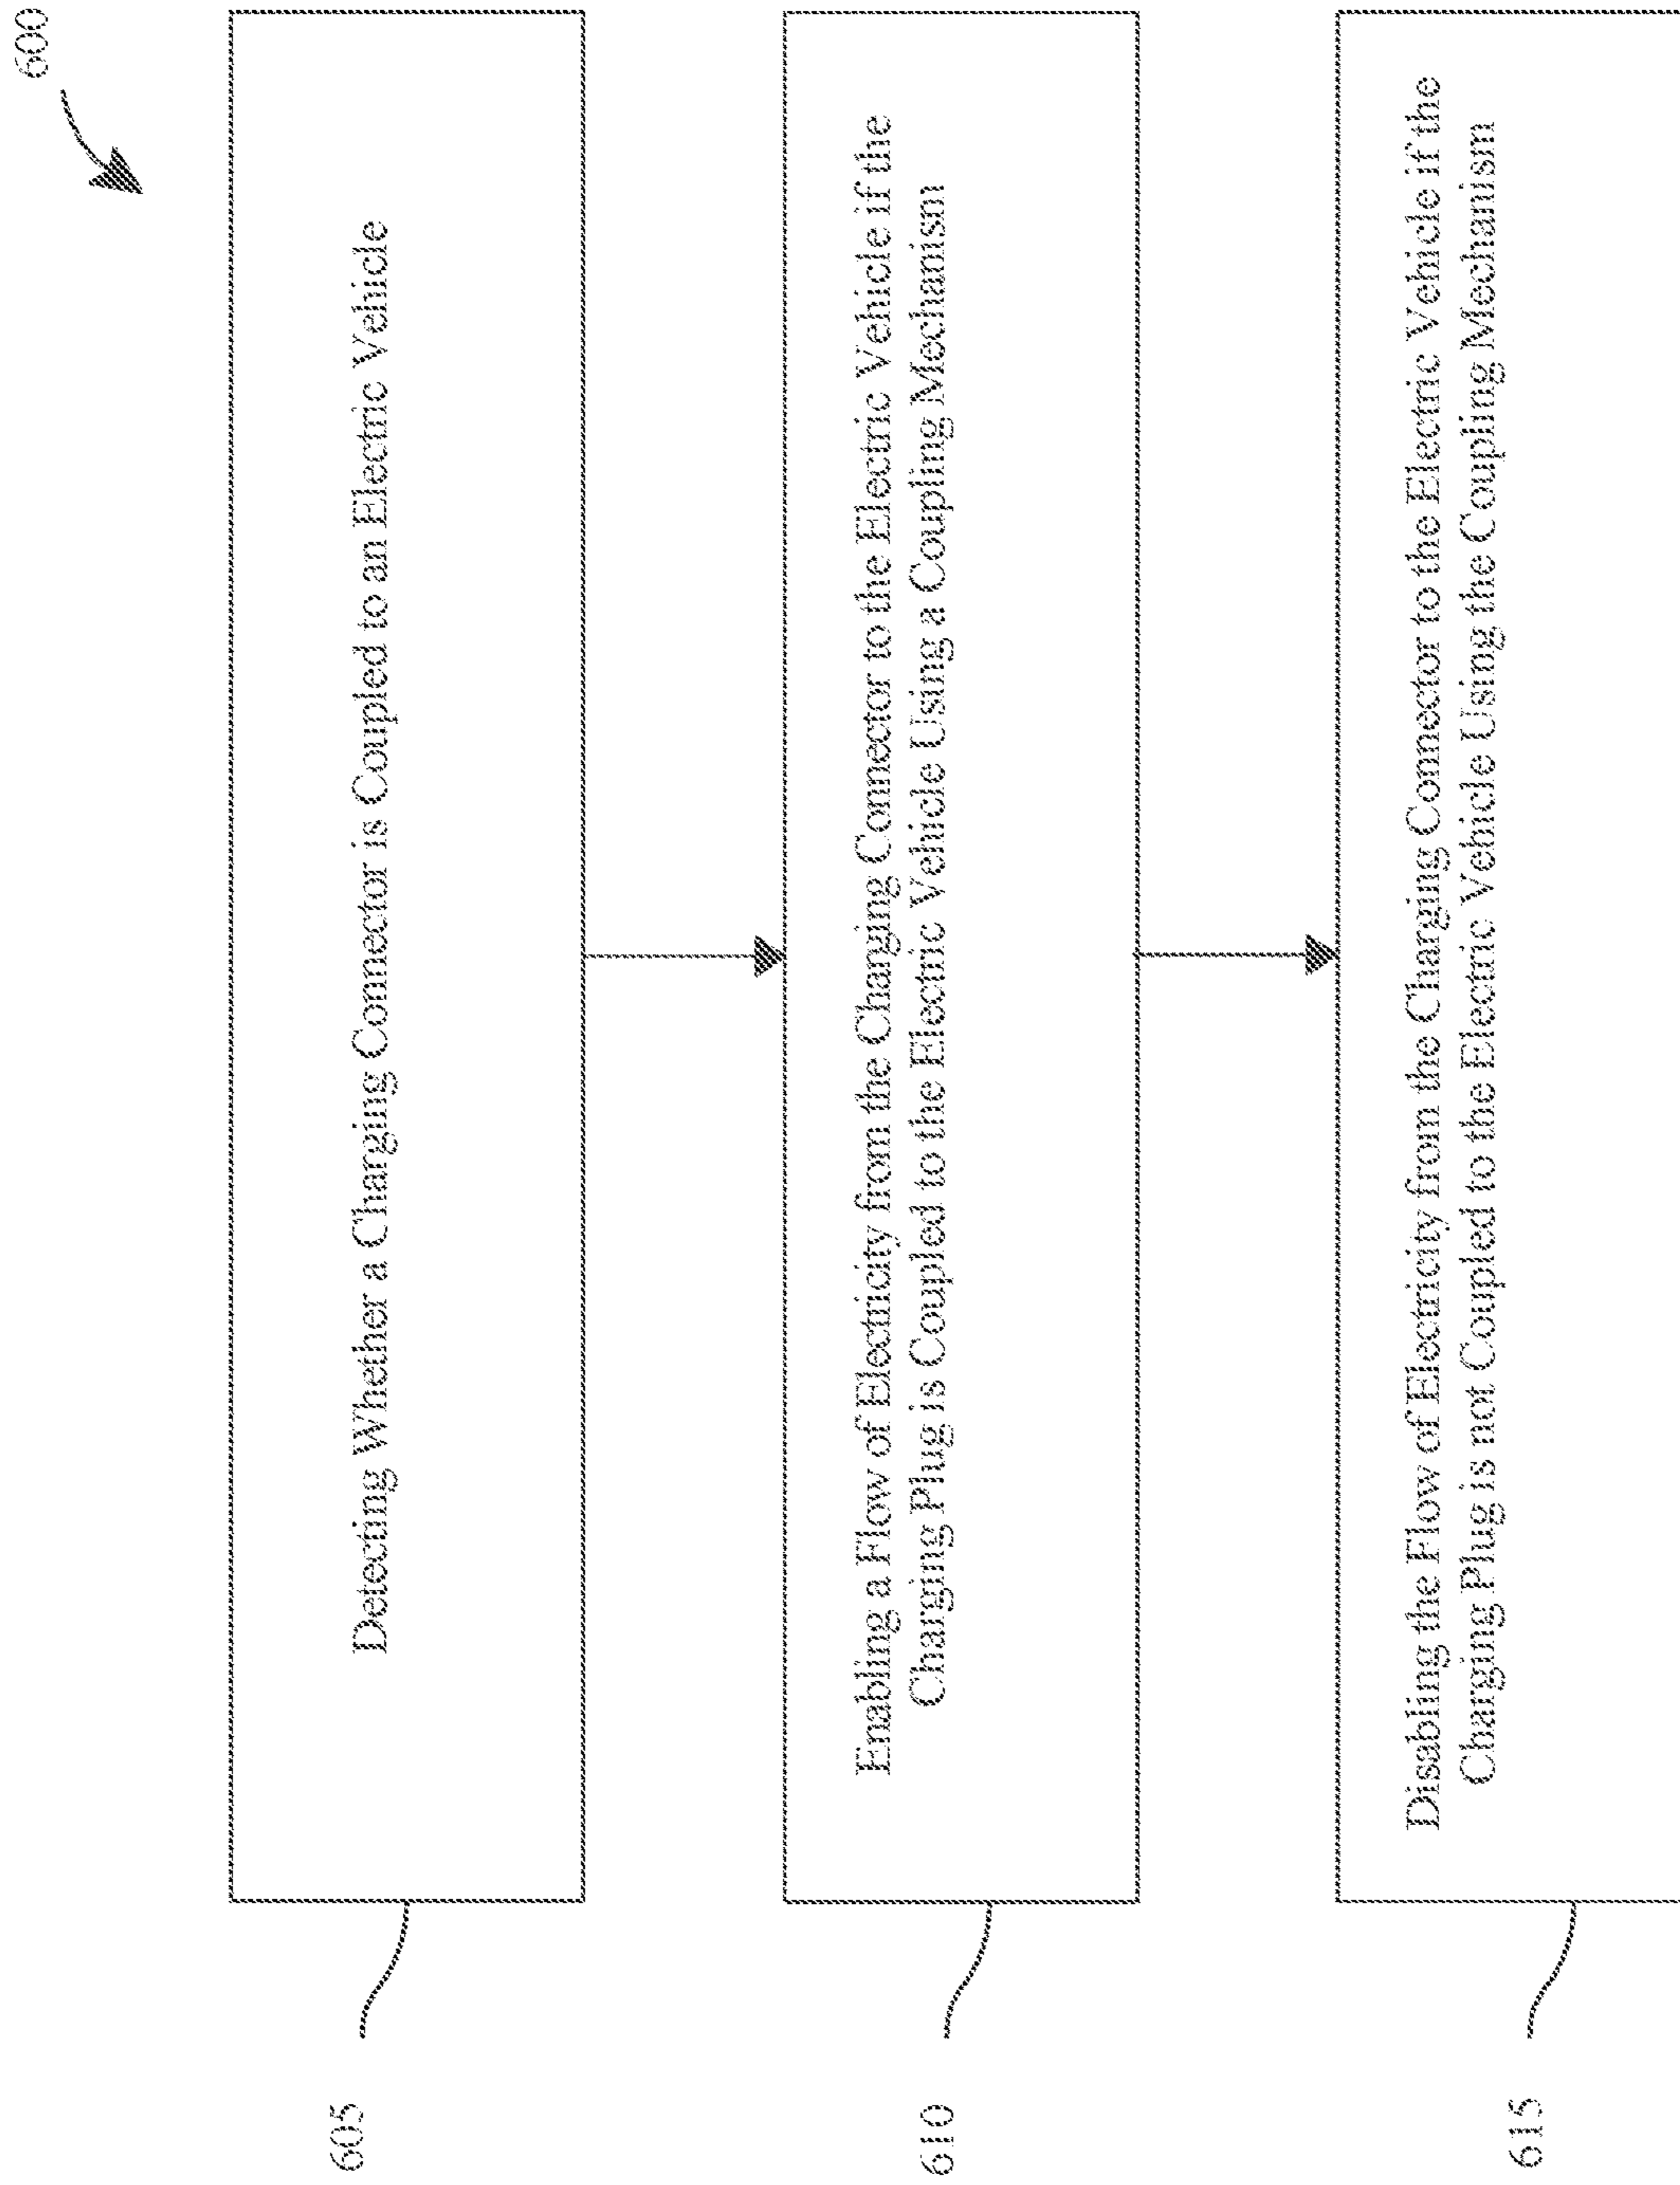 600
605
Detecting Whether a Charging Connector is Coupled to an Electric Vehicle
610
Enabling a Flow of Electricity from the Charging Connector to the Electric Vehicle if the
Charging Plug is Coupled to the Electric Vehicle Using a Coupling Mechanism
615
Disabling the Flow of Electricity from the Charging Connector to the Electric Vehicle if the
Charging Plug is not Coupled to the Electric Vehicle Using the Coupling Mechanism